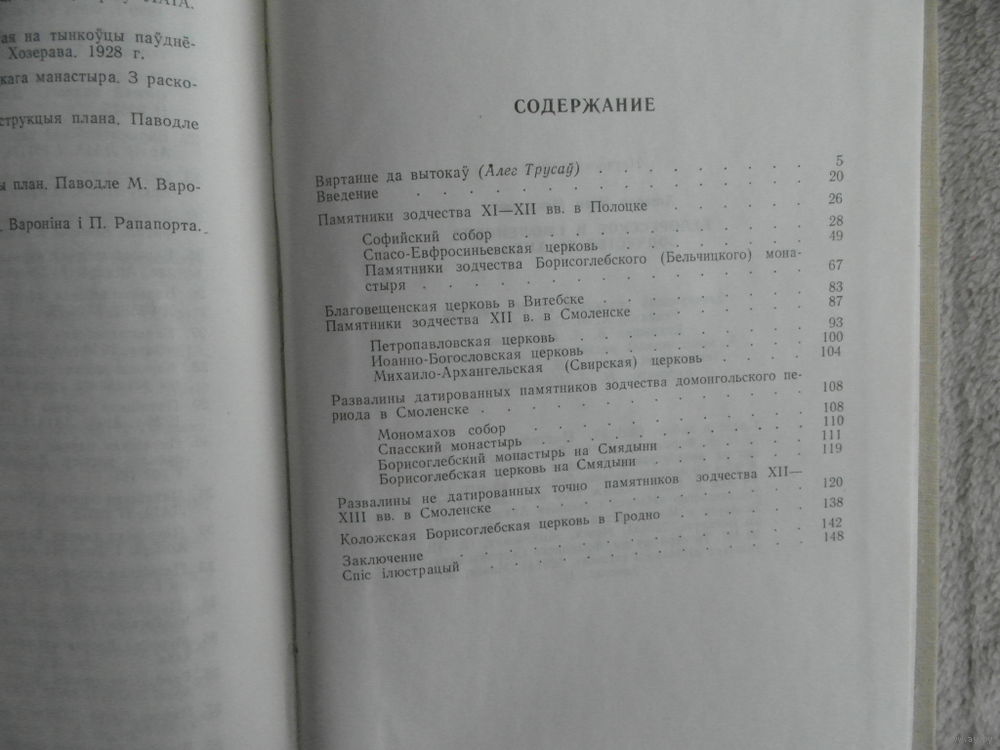 ая на тынкоўцы паўднё-
Хозерава. 1928 г.
кага манастыра. З раско-
струкцыя плана. Паводле
ы план. Паводле М. Варо-
. Вароніна і П. Рапапорта.
СОДЕРЖАНИЕ
Вяртанне да вытокаў (Алег Трусаў) . . . . . . . 5
Введение . . . . . . . . . . . . 20
Памятники зодчества XI—XII вв. в Полоцке . . . . . 26
Софийский собор . . . . . . . . . 28
Спасо-Евфросиньевская церковь . . . . . . 49
Памятники зодчества Борисоглебского (Бельчицкого) мона-
стыря . . . . . . . . . . . . 67
Благовещенская церковь в Витебске . . . . . . . 83
Памятники зодчества XII в. в Смоленске . . . . . 87
Петропавловская церковь . . . . . . . 93
Иоанно-Богословская церковь . . . . . . 100
Михаило-Архангельская (Свирская) церковь . . . 104
Развалины датированных памятников зодчества домонгольского пе-
риода в Смоленске . . . . . . . . . . 108
Мономахов собор . . . . . . . . . 108
Спасский монастырь . . . . . . . . 110
Борисоглебский монастырь на Смядыни . . . . 111
Борисоглебская церковь на Смядыни . . . . . 119
Развалины не датированных точно памятников зодчества XII—
XIII вв. в Смоленске . . . . . . . . . 120
Коложская Борисоглебская церковь в Гродно . . . . 138
Заключение . . . . . . . . . . . 142
Спіс ілюстрацый . . . . . . . . . . 148